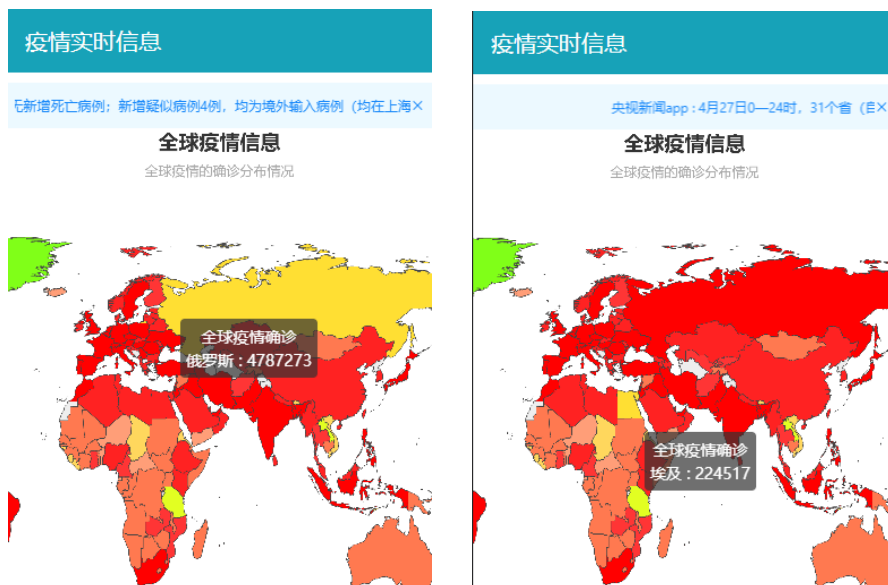 疫情实时信息
无新增死亡病例；新增疑似病例4例，均为境外输入病例（均在上海×
全球疫情信息
全球疫情的确诊分布情况
全球疫情确诊
俄罗斯 : 4787273
疫情实时信息
央视新闻app : 4月27日0—24时，31个省（自×
全球疫情信息
全球疫情的确诊分布情况
全球疫情确诊
埃及 : 224517